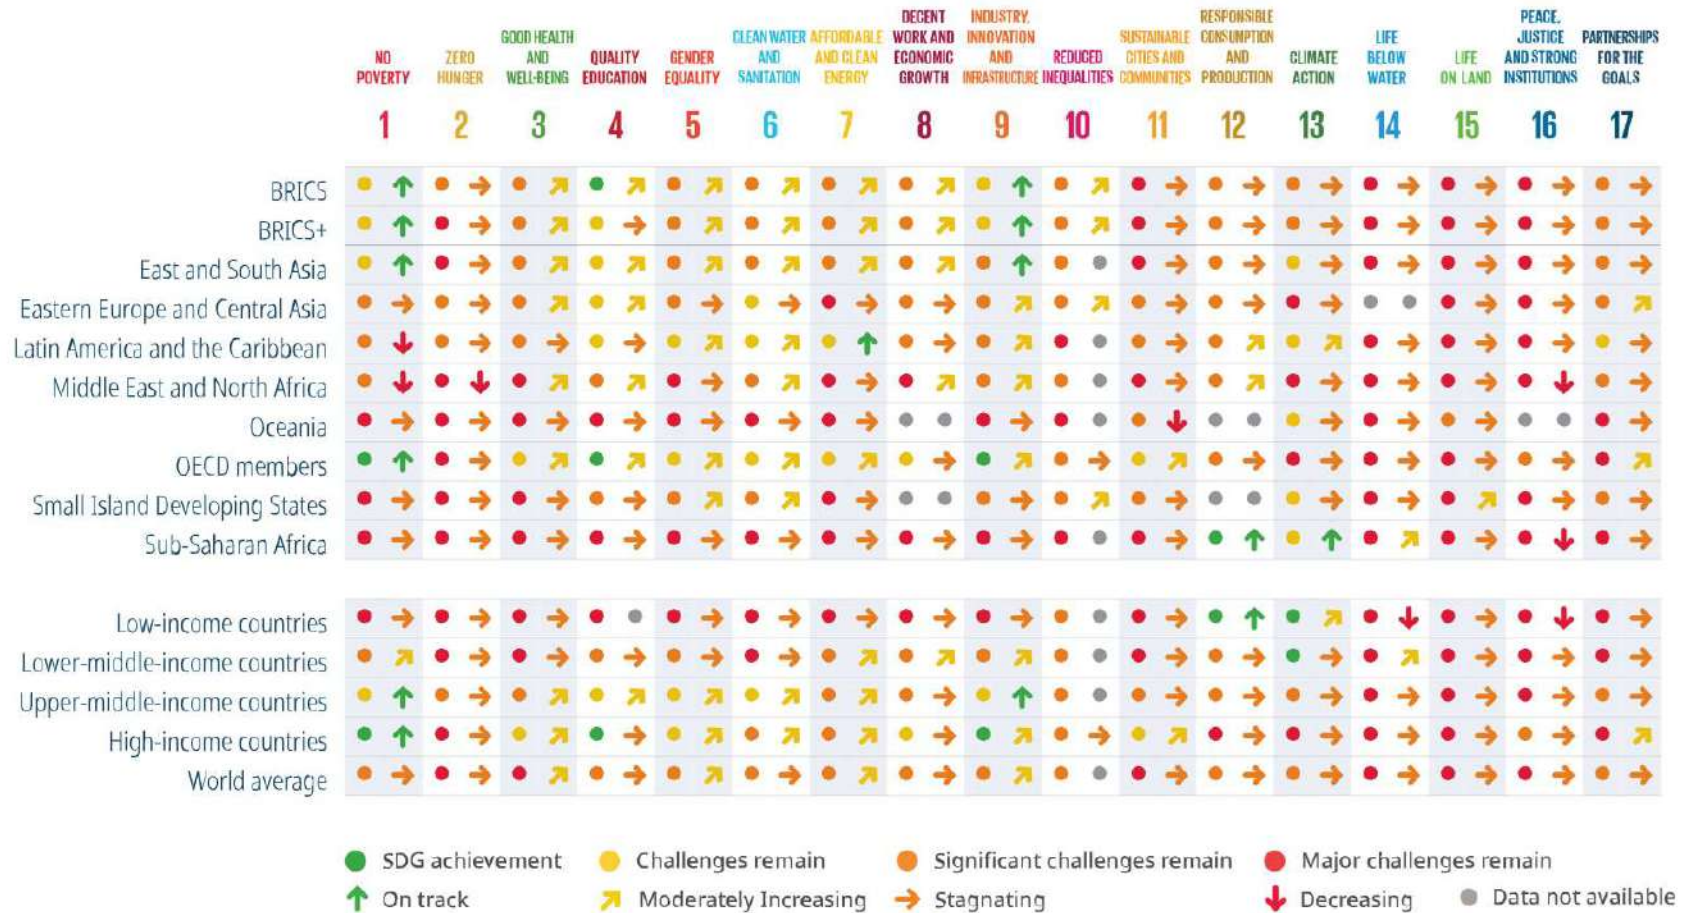 NO POVERTY
ZERO HUNGER
GOOD HEALTH AND WELL-BEING
QUALITY EDUCATION
GENDER EQUALITY
CLEAN WATER AND SANITATION
AFFORDABLE AND CLEAN ENERGY
DECENT WORK AND ECONOMIC GROWTH
INDUSTRY, INNOVATION AND INFRASTRUCTURE
REDUCED INEQUALITIES
SUSTAINABLE CITIES AND COMMUNITIES
RESPONSIBLE CONSUMPTION AND PRODUCTION
CLIMATE ACTION
LIFE BELOW WATER
LIFE ON LAND
PEACE, JUSTICE AND STRONG INSTITUTIONS
PARTNERSHIPS FOR THE GOALS
1 2 3 4 5 6 7 8 9 10 11 12 13 14 15 16 17
BRICS
BRICS+
East and South Asia
Eastern Europe and Central Asia
Latin America and the Caribbean
Middle East and North Africa
Oceania
OECD members
Small Island Developing States
Sub-Saharan Africa
Low-income countries
Lower-middle-income countries
Upper-middle-income countries
High-income countries
World average
SDG achievement Challenges remain Significant challenges remain Major challenges remain
On track Moderately Increasing Stagnating Decreasing Data not available